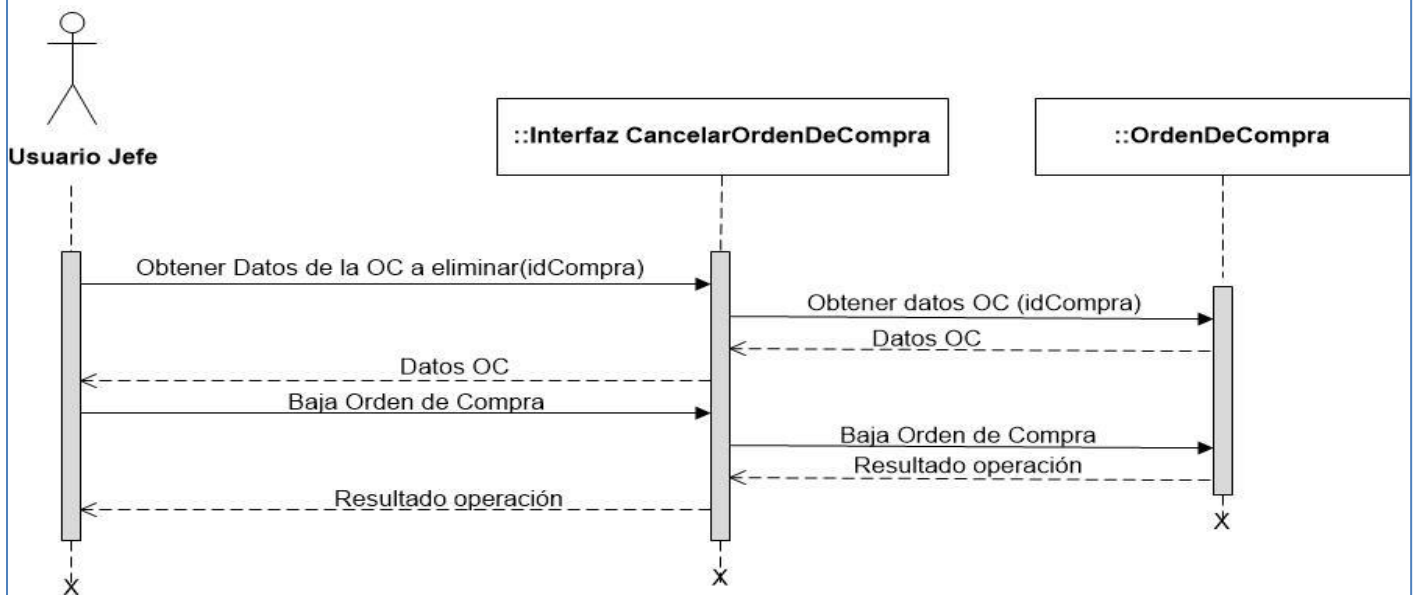 ::Interfaz CancelarOrdenDeCompra
::OrdenDeCompra
Usuario Jefe
Obtener Datos de la OC a eliminar(idCompra)
Obtener datos OC (idCompra)
Datos OC
Datos OC
Baja Orden de Compra
Baja Orden de Compra
Resultado operación
Resultado operación
X
X
X